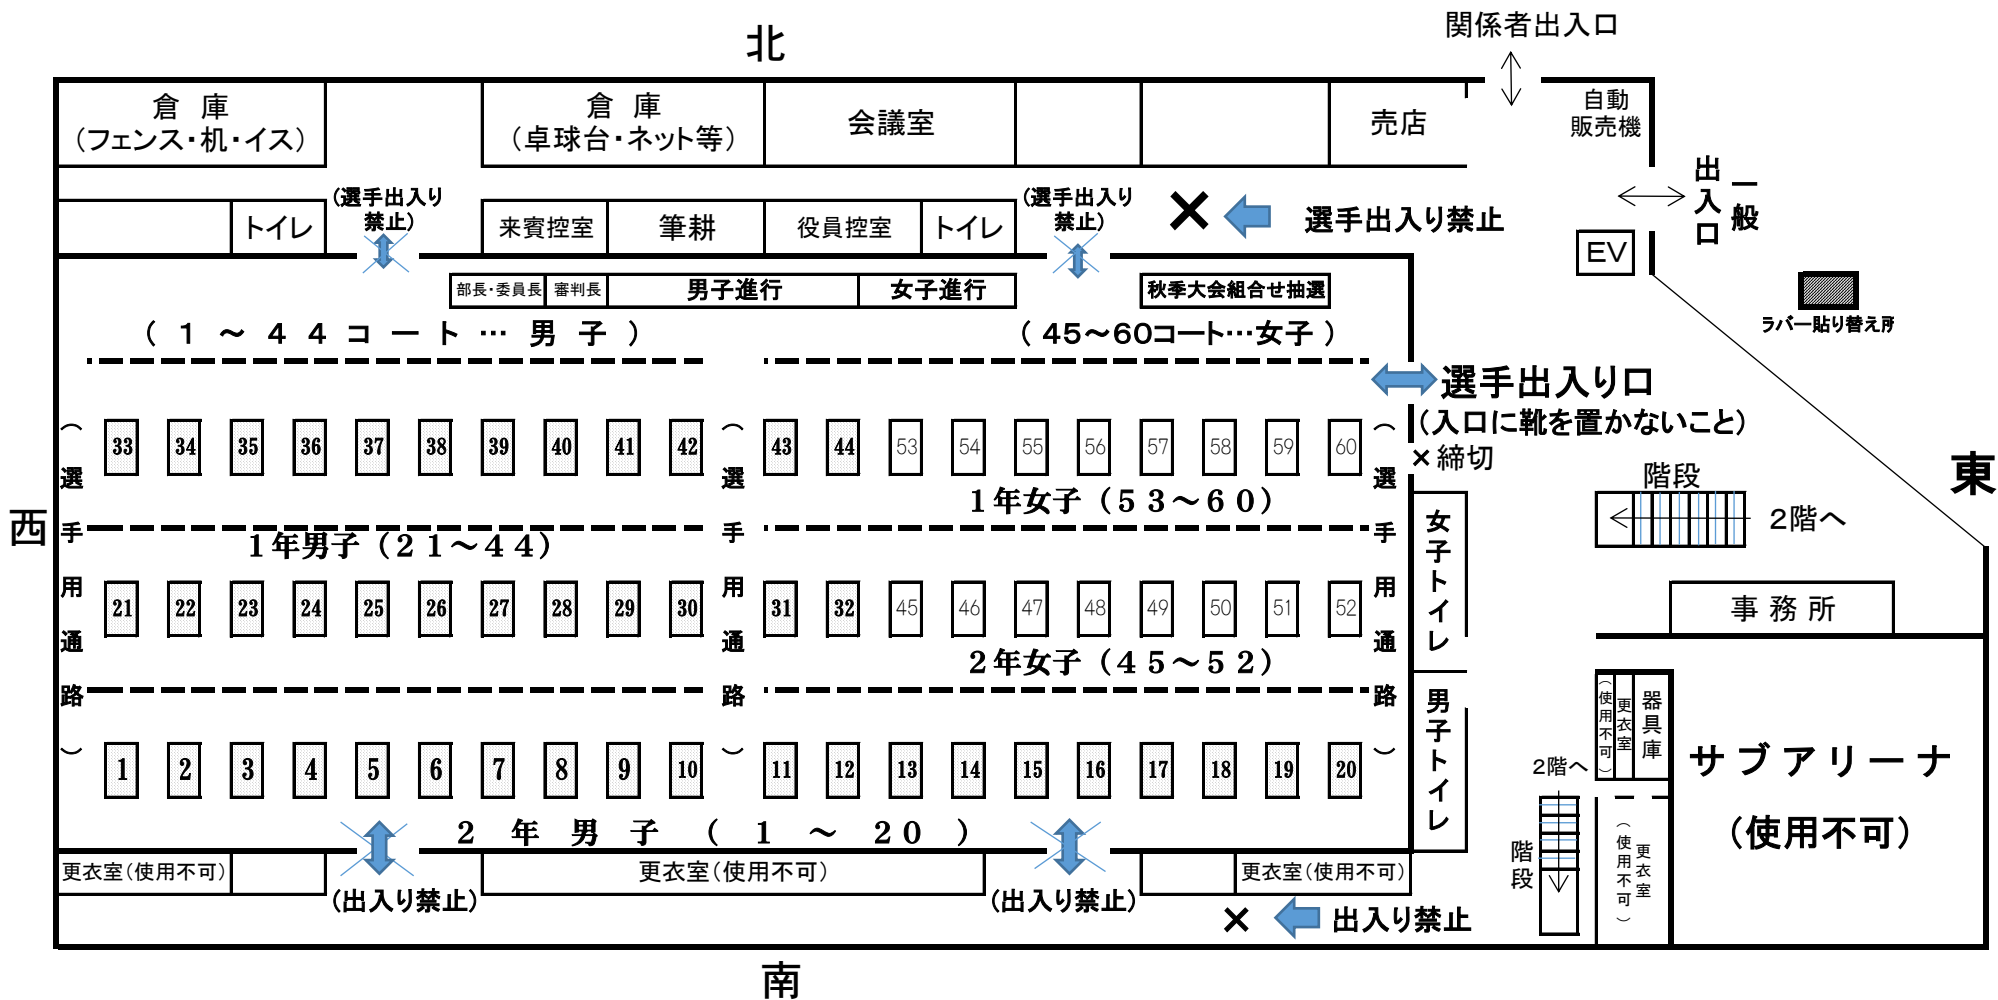 北
関係者出入口
倉　庫
（フェンス・机・イス）
倉　庫
（卓球台・ネット等）
会議室
売店
自動
販売機
一般
出入口
トイレ
（選手出入り
禁止）
来賓控室
筆耕
役員控室
トイレ
（選手出入り
禁止）
× 選手出入り禁止
EV
部長・委員長
審判長
男子進行
女子進行
秋季大会組合せ抽選
ラバー貼り替え所
（１～４４コート…男子）
（45～60コート…女子）
選手出入り口
（入口に靴を置かないこと）
×締切
33 34 35 36 37 38 39 40 41 42 43 44 53 54 55 56 57 58 59 60
（選手用通路）
（選手用通路）
（選手用通路）
１年女子（５３～６０）
１年男子（２１～４４）
西
東
階段
2階へ
女子トイレ
21 22 23 24 25 26 27 28 29 30 31 32 45 46 47 48 49 50 51 52
２年女子（４５～５２）
事務所
男子トイレ
1 2 3 4 5 6 7 8 9 10 11 12 13 14 15 16 17 18 19 20
２年男子（１～２０）
（使用不可）
更衣室
器具庫
サブアリーナ
（使用不可）
2階へ
階段
更衣室
（使用不可）
更衣室（使用不可）
（出入り禁止）
更衣室（使用不可）
（出入り禁止）
更衣室（使用不可）
× 出入り禁止
南